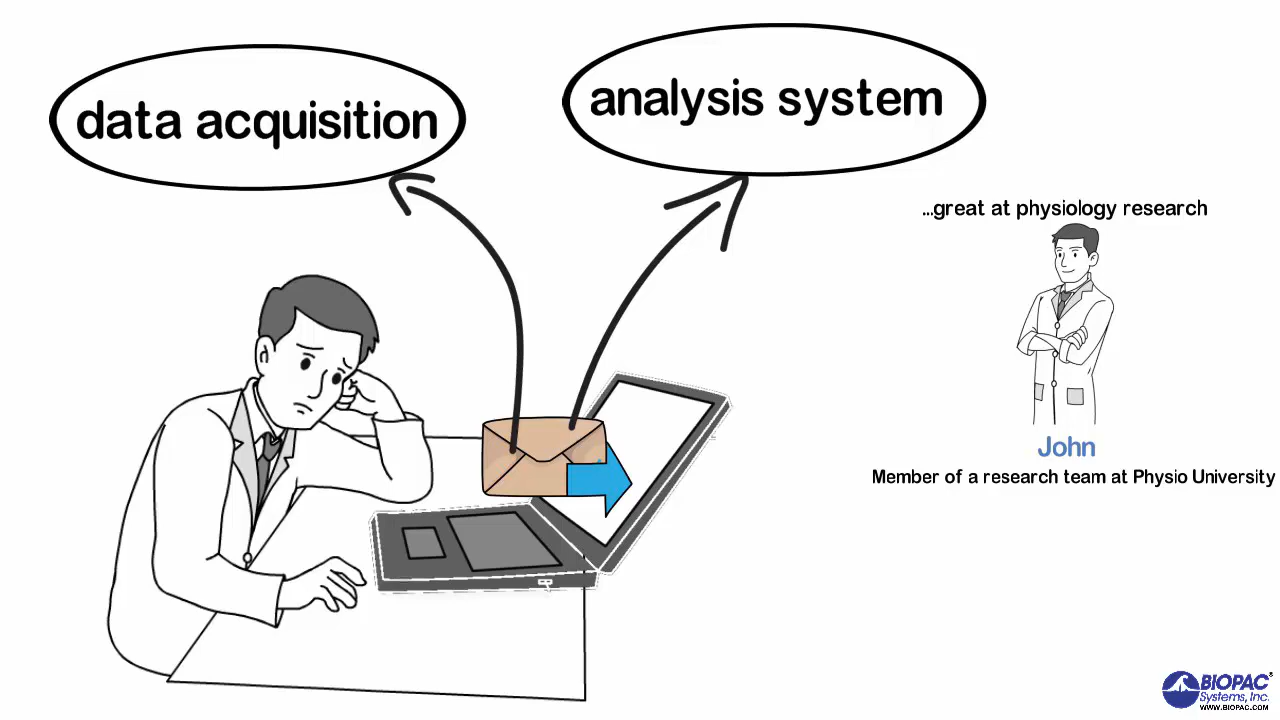 data acquisition
analysis system
...great at physiology research
John
Member of a research team at Physio University
BIOPAC®
Systems, Inc.
WWW.BIOPAC.COM